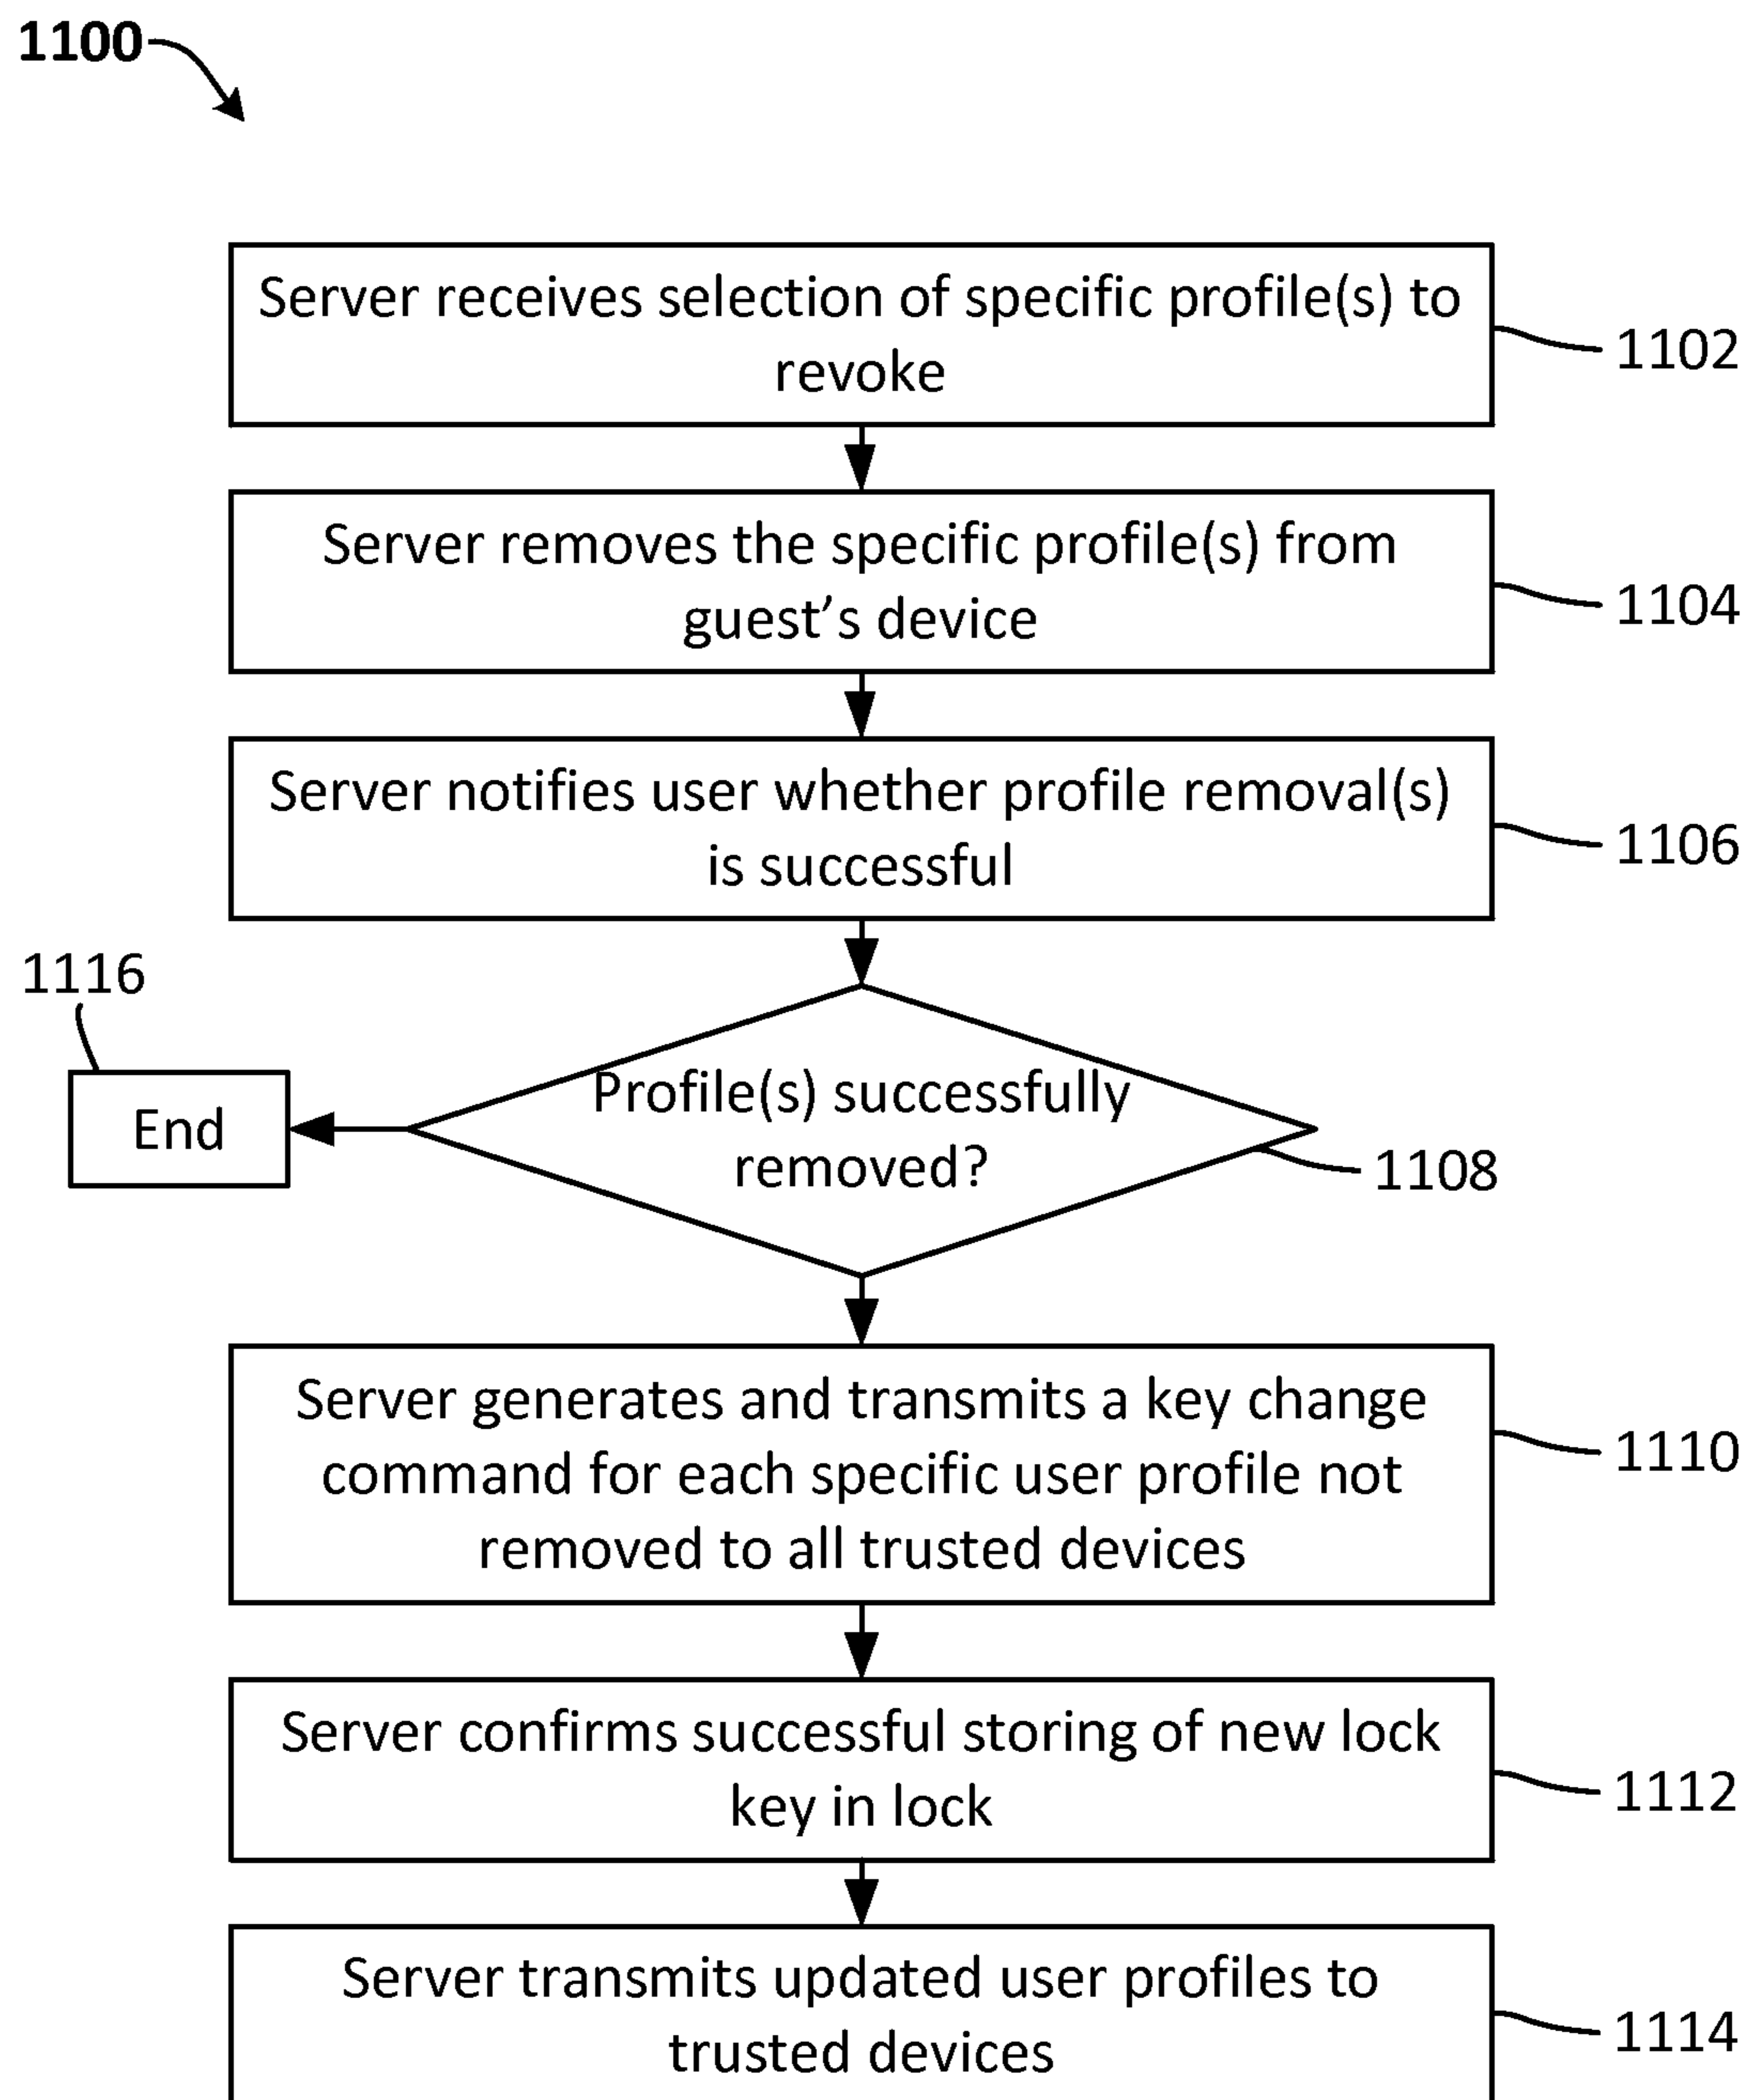 1100
Server receives selection of specific profile(s) to
revoke
1102
Server removes the specific profile(s) from
guest’s device
1104
Server notifies user whether profile removal(s)
is successful
1106
1116
End
Profile(s) successfully
removed?
1108
Server generates and transmits a key change
command for each specific user profile not
removed to all trusted devices
1110
Server confirms successful storing of new lock
key in lock
1112
Server transmits updated user profiles to
trusted devices
1114